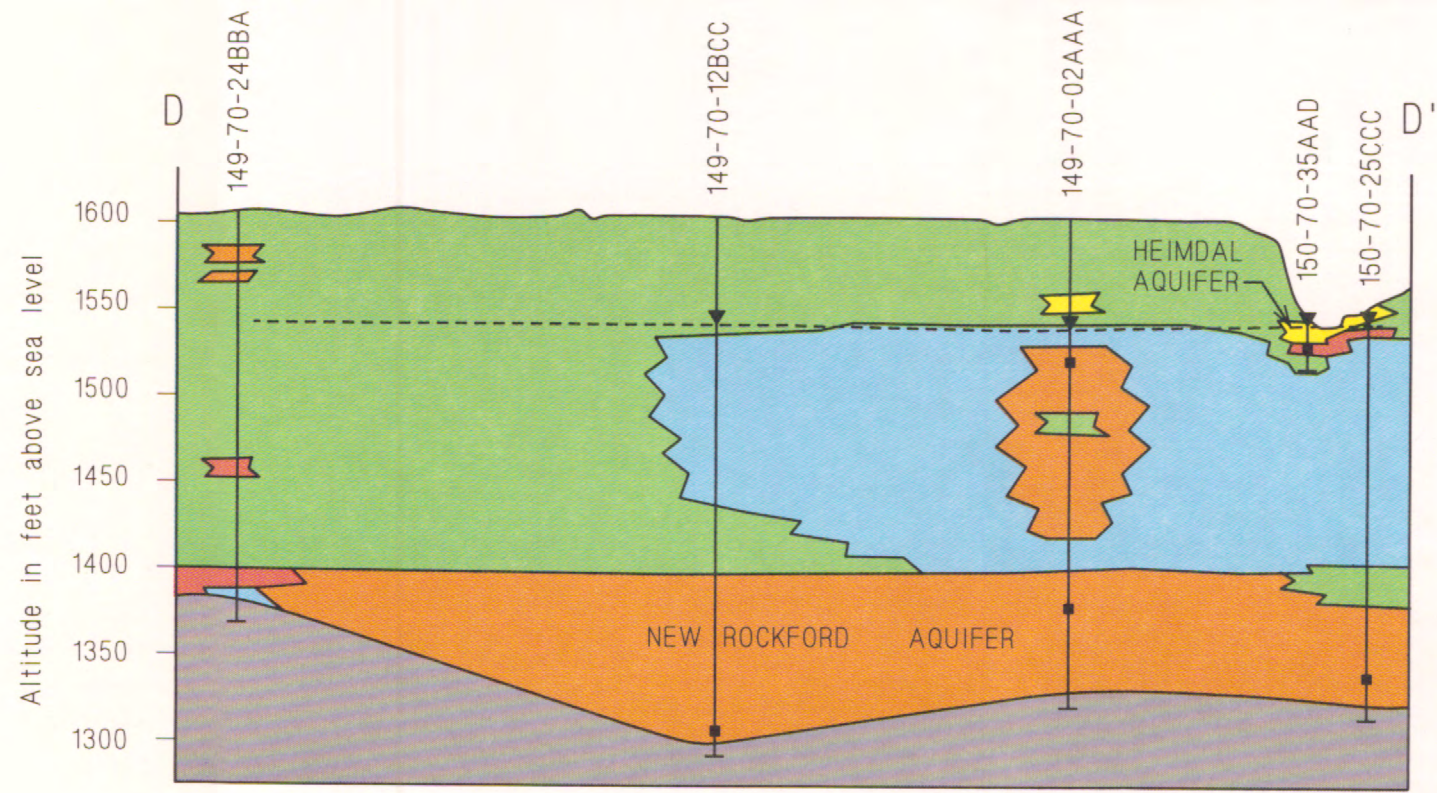 D
149-70-24BBA
149-70-12BCC
149-70-02AAA
150-70-35AAD
150-70-25CCC
D'
Altitude in feet above sea level
1600
1550
1500
1450
1400
1350
1300
HEIMDAL
AQUIFER
NEW ROCKFORD AQUIFER